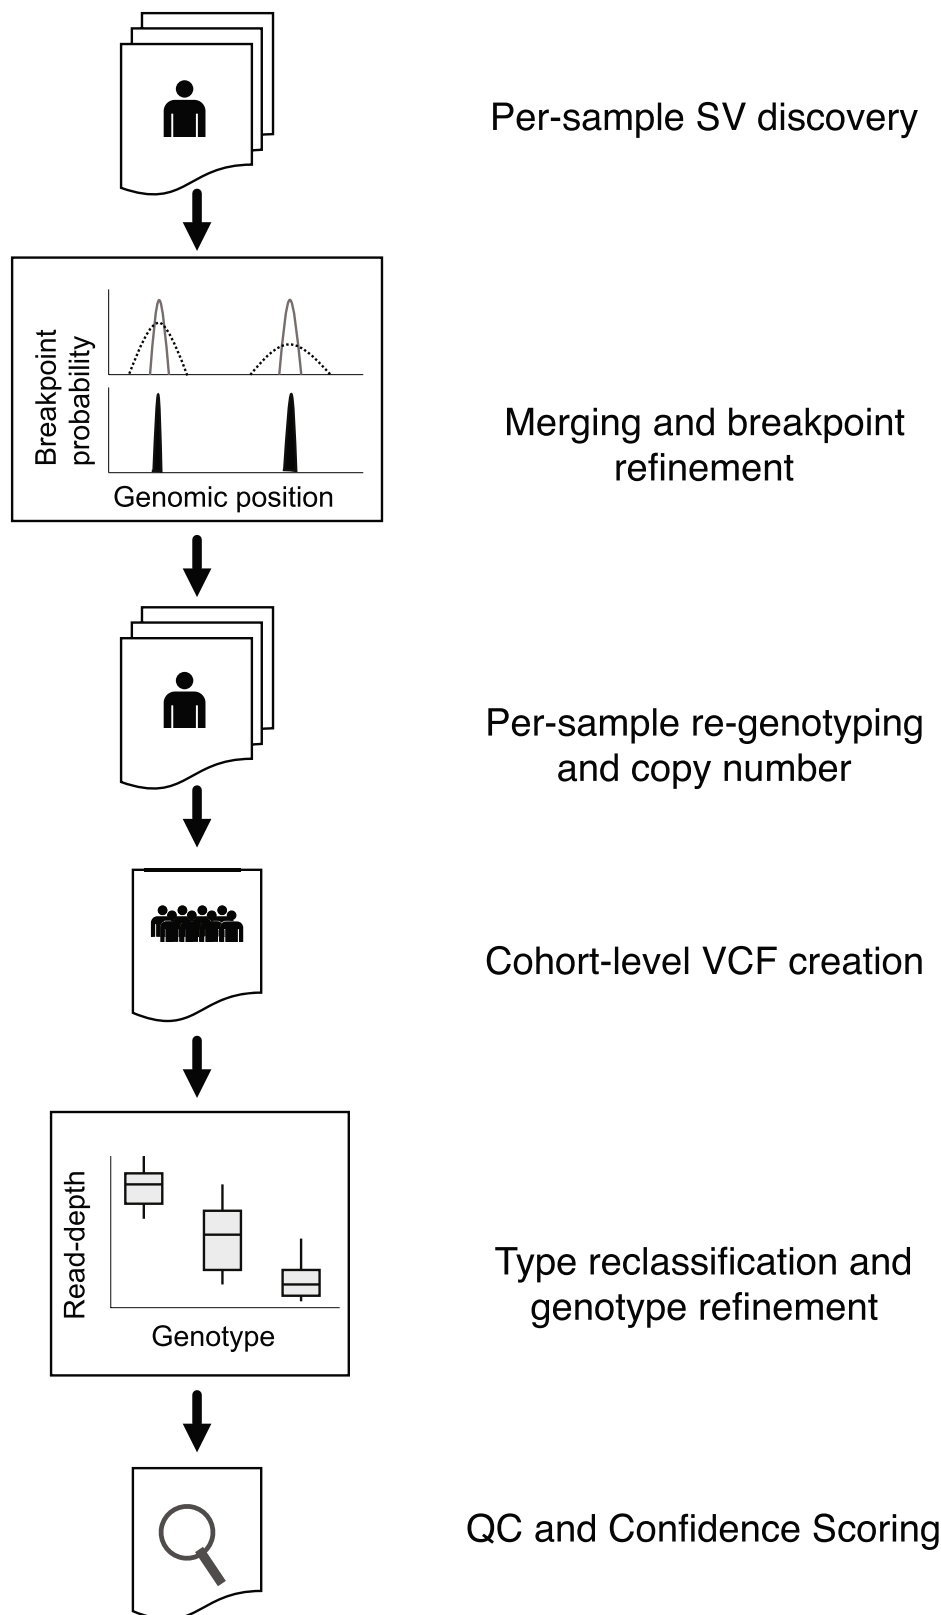 Per-sample SV discovery
Breakpoint
probability
Genomic position
Merging and breakpoint
refinement
Per-sample re-genotyping
and copy number
Cohort-level VCF creation
Read-depth
Genotype
Type reclassification and
genotype refinement
QC and Confidence Scoring